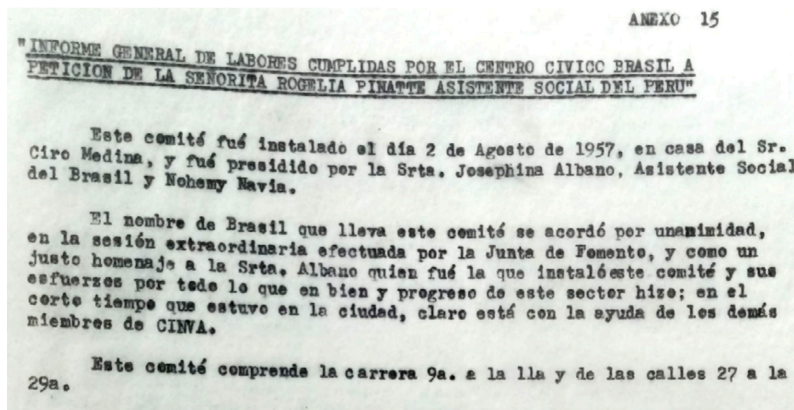 ANEXO 15
"INFORME GENERAL DE LABORES CUMPLIDAS POR EL CENTRO CIVICO BRASIL A
PETICION DE LA SEÑORITA ROGELIA PINATTE ASISTENTE SOCIAL DEL PERU"
Este comité fué instalado el día 2 de Agosto de 1957, en casa del Sr.
Ciro Medina, y fué presidido por la Srta. Josephina Albano, Asistente Social
del Brasil y Nohemy Navia.
El nombre de Brasil que lleva este comité se acordó por unanimidad,
en la sesión extraordinaria efectuada por la Junta de Fomento, y como un
justo homenaje a la Srta. Albano quien fué la que instalóeste comité y sus
esfuerzos por todo lo que en bien y progreso de este sector hizo; en el
corto tiempo que estuvo en la ciudad, claro está con la ayuda de los demás
miembros de CINVA.
Este comité comprende la carrera 9a. a la lla y de las calles 27 a la
29a.